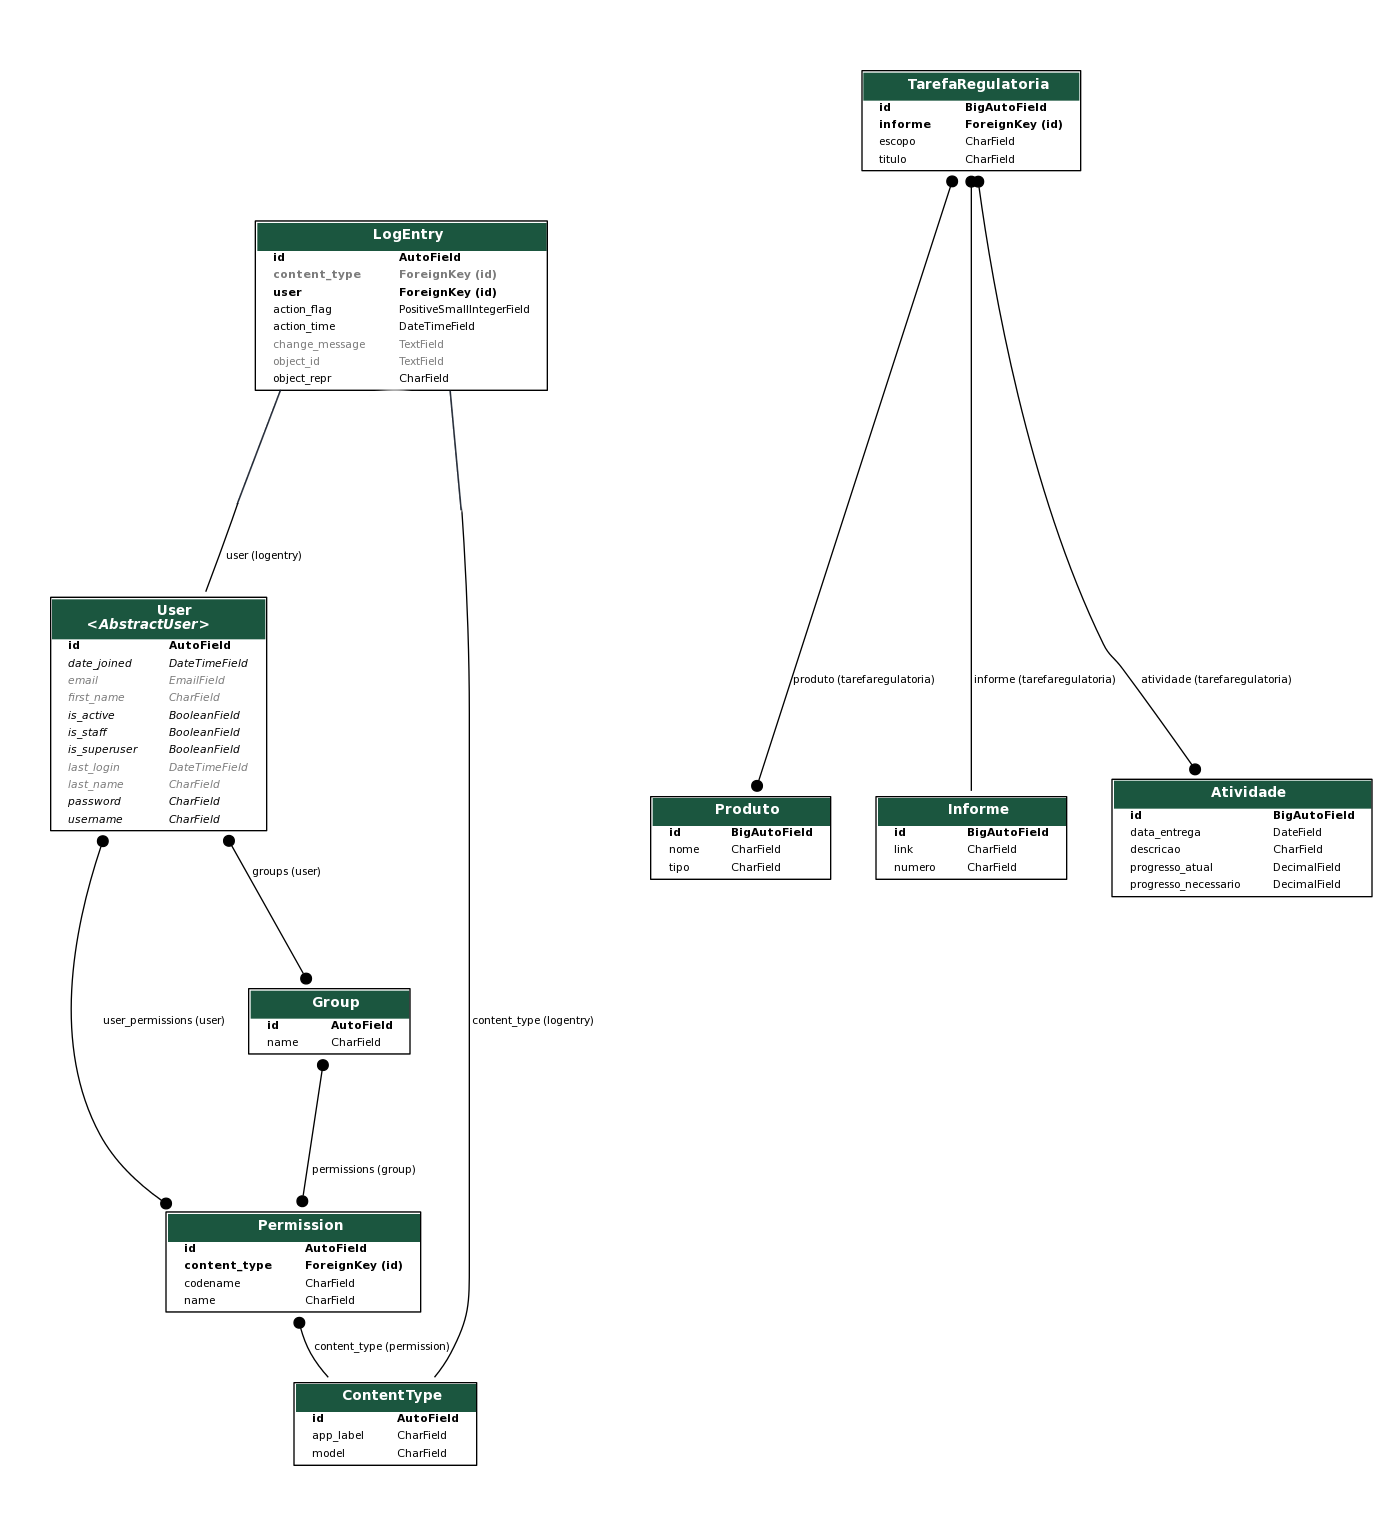 TarefaRegulatoria
id BigAutoField
informe ForeignKey (id)
escopo CharField
titulo CharField
LogEntry
id AutoField
content_type ForeignKey (id)
user ForeignKey (id)
action_flag PositiveSmallIntegerField
action_time DateTimeField
change_message TextField
object_id TextField
object_repr CharField
user (logentry)
User
<AbstractUser>
id AutoField
date_joined DateTimeField
email EmailField
first_name CharField
is_active BooleanField
is_staff BooleanField
is_superuser BooleanField
last_login DateTimeField
last_name CharField
password CharField
username CharField
produto (tarefaregulatoria)
informe (tarefaregulatoria)
atividade (tarefaregulatoria)
Produto
id BigAutoField
nome CharField
tipo CharField
Informe
id BigAutoField
link CharField
numero CharField
Atividade
id BigAutoField
data_entrega DateField
descricao CharField
progresso_atual DecimalField
progresso_necessario DecimalField
groups (user)
Group
id AutoField
name CharField
user_permissions (user)
content_type (logentry)
permissions (group)
Permission
id AutoField
content_type ForeignKey (id)
codename CharField
name CharField
content_type (permission)
ContentType
id AutoField
app_label CharField
model CharField